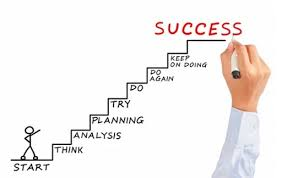 SUCCESS
KEEP
ON DOING
DO
AGAIN
DO
TRY
PLANNING
ANALYSIS
THINK
START